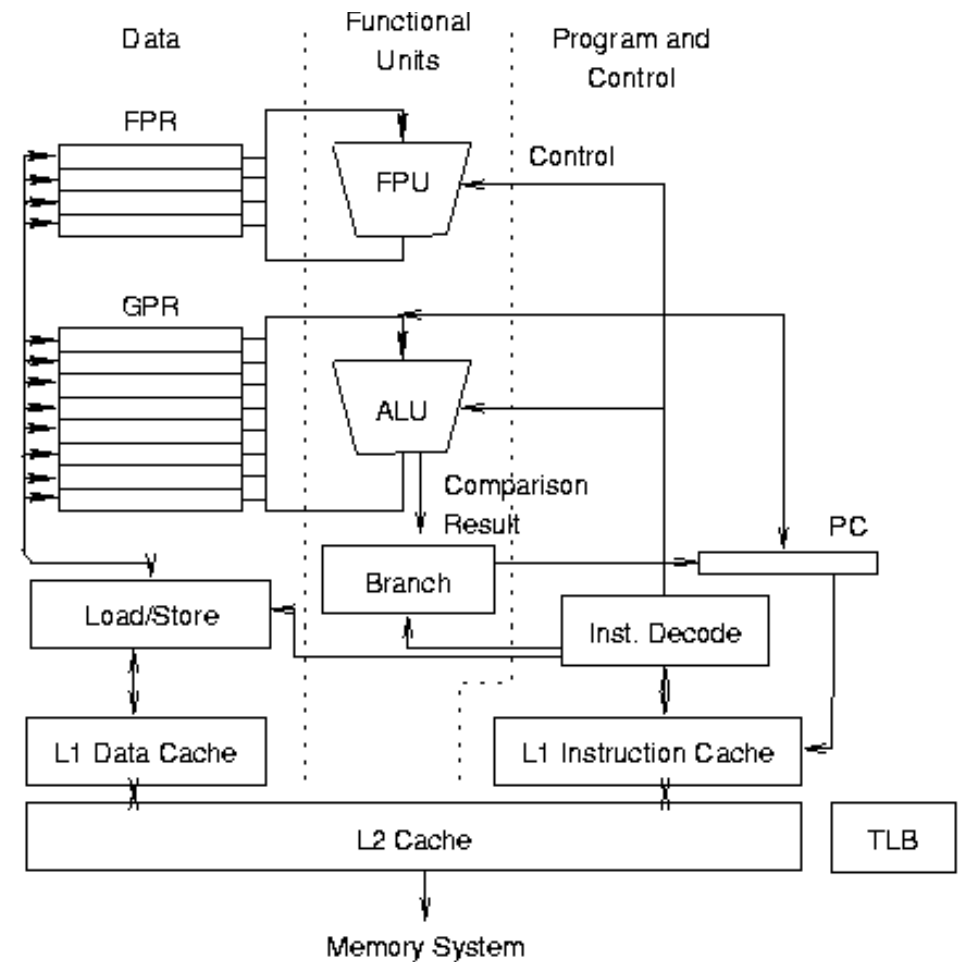 Data
Functional
Units
Program and
Control
FPR
FPU
Control
GPR
ALU
Comparison
Result
PC
Branch
Load/Store
Inst. Decode
L1 Data Cache
L1 Instruction Cache
L2 Cache
TLB
Memory System